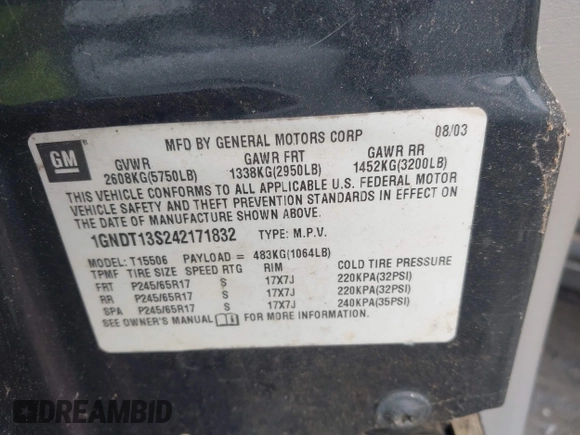 MFD BY GENERAL MOTORS CORP 08/03
GM
GVWR GAWR FRT GAWR RR
2608KG(5750LB) 1338KG(2950LB) 1452KG(3200LB)
THIS VEHICLE CONFORMS TO ALL APPLICABLE U.S. FEDERAL MOTOR
VEHICLE SAFETY AND THEFT PREVENTION STANDARDS IN EFFECT ON
THE DATE OF MANUFACTURE SHOWN ABOVE.
1GNDT13S242171832 TYPE: M.P.V.
MODEL: T15506 PAYLOAD = 483KG(1064LB)
TPMF TIRE SIZE SPEED RTG RIM COLD TIRE PRESSURE
FRT P245/65R17 S 17X7J 220KPA(32PSI)
RR P245/65R17 S 17X7J 220KPA(32PSI)
SPA P245/65R17 S 17X7J 240KPA(35PSI)
SEE OWNER'S MANUAL FOR MORE INFORMATION.
DREAMBID